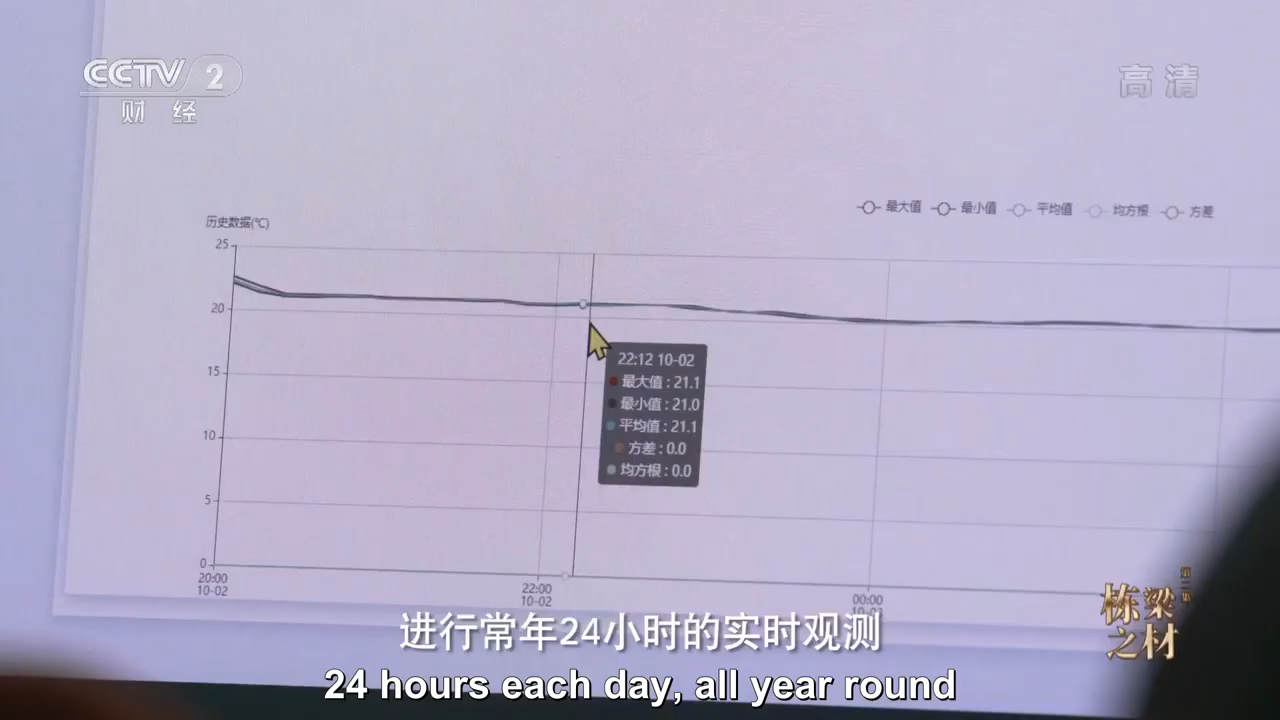 CCTV 2
财 经
高清
最大值 最小值 平均值 均方根 方差
历史数据(℃)
25
20
15
10
5
0
22:12 10-02
最大值 : 21.1
最小值 : 21.0
平均值 : 21.1
方差 : 0.0
均方根 : 0.0
20:00
10-02
22:00
10-02
00:00
栋梁
之材
进行常年24小时的实时观测
24 hours each day, all year round